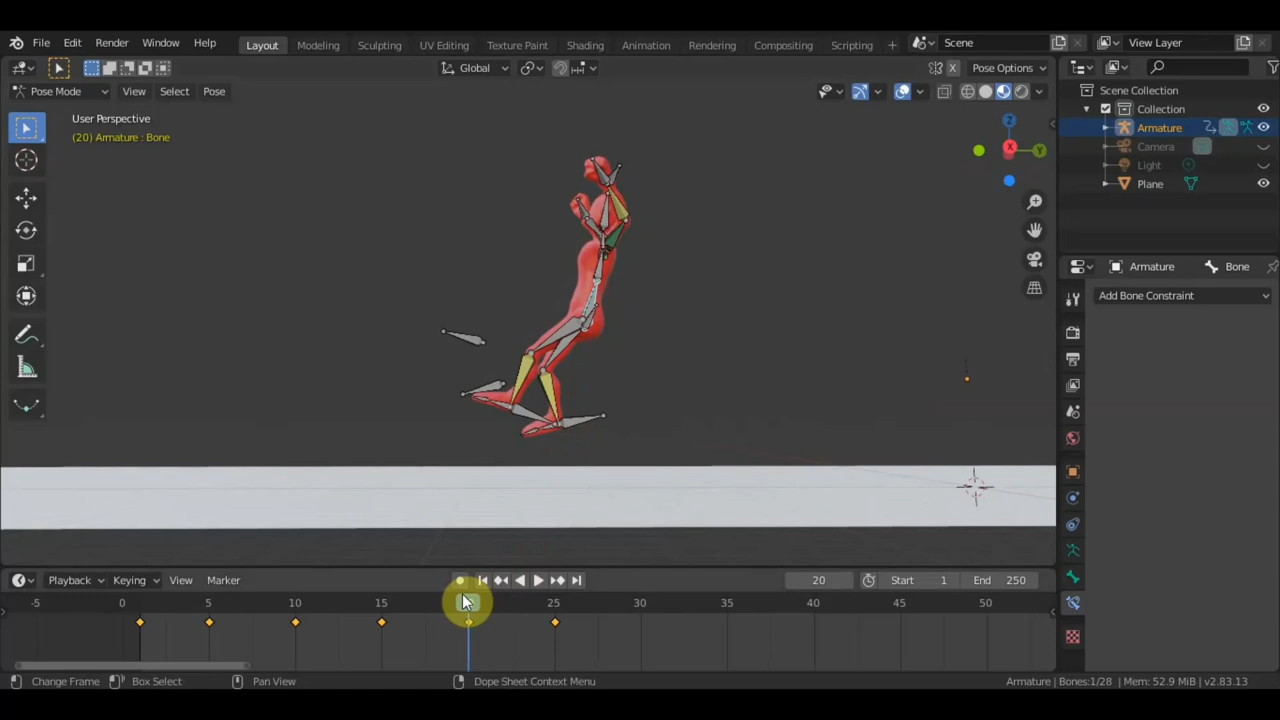 File Edit Render Window Help Layout Modeling Sculpting UV Editing Texture Paint Shading Animation Rendering Compositing Scripting + Scene View Layer
Global X Pose Options
Pose Mode View Select Pose
User Perspective
(20) Armature : Bone
Z
X
Y
Scene Collection
Collection
Armature
Camera
Light
Plane
Armature Bone
Add Bone Constraint
Playback Keying View Marker 20 Start 1 End 250
-5 0 5 10 15 25 30 35 40 45 50
Change Frame Box Select Pan View Dope Sheet Context Menu Armature | Bones:1/28 | Mem: 52.9 MiB | v2.83.13